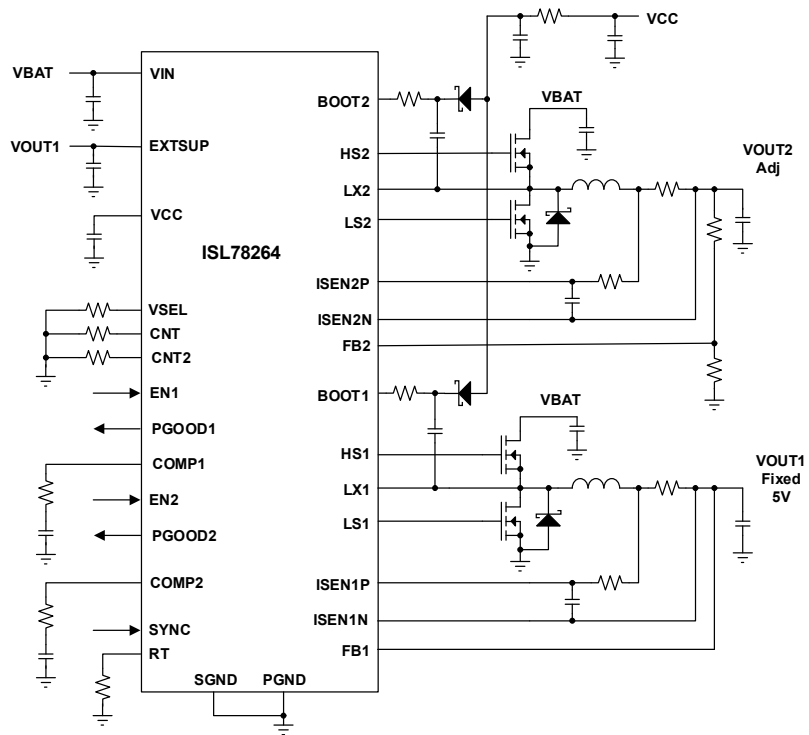 VCC
VBAT
VIN
BOOT2
VBAT
VOUT1
EXTSUP
HS2
VOUT2
Adj
LX2
VCC
LS2
ISL78264
ISEN2P
VSEL
ISEN2N
CNT
FB2
CNT2
EN1
BOOT1
VBAT
PGOOD1
HS1
COMP1
VOUT1
Fixed
5V
LX1
EN2
LS1
PGOOD2
COMP2
ISEN1P
ISEN1N
SYNC
FB1
RT
SGND
PGND